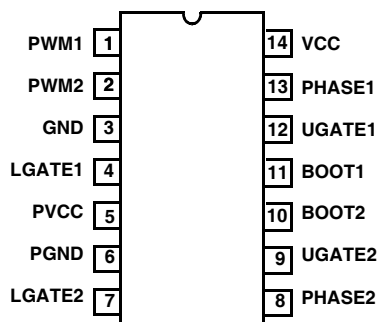 PWM1 1 14 VCC
PWM2 2 13 PHASE1
GND 3 12 UGATE1
LGATE1 4 11 BOOT1
PVCC 5 10 BOOT2
PGND 6 9 UGATE2
LGATE2 7 8 PHASE2